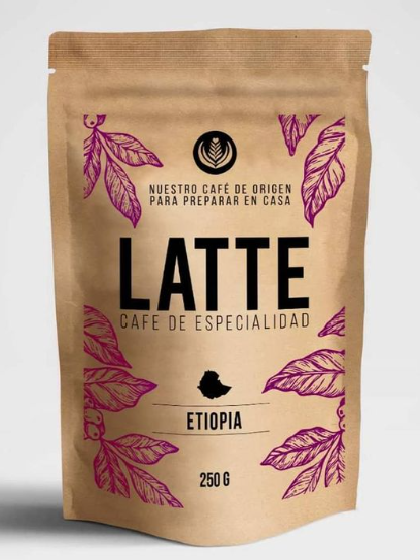 NUESTRO CAFÉ DE ORIGEN
PARA PREPARAR EN CASA
LATTE
CAFE DE ESPECIALIDAD
ETIOPIA
250 G